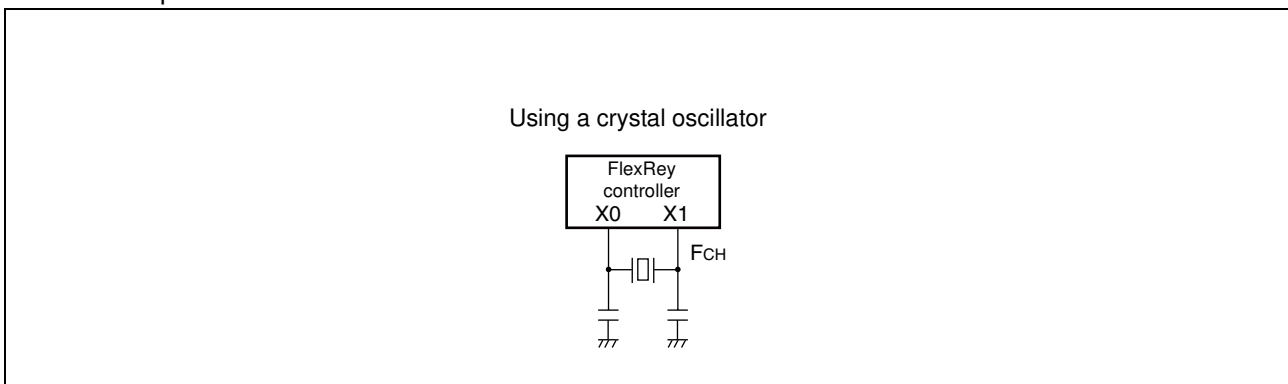 Using a crystal oscillator
FlexRey
controller
X0 X1
FCH